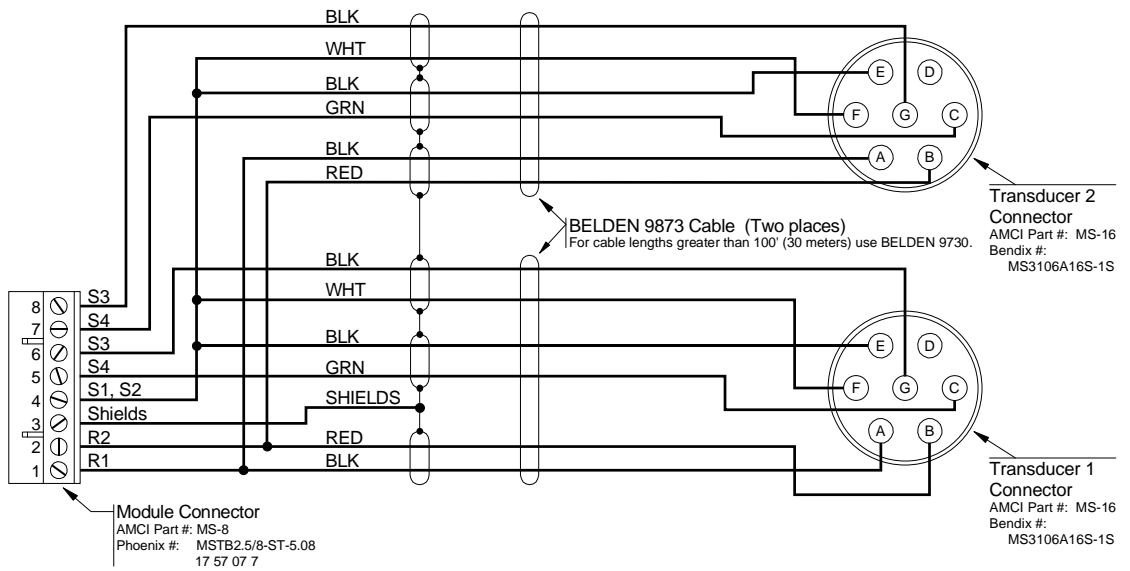 BLK
WHT
BLK
GRN
BLK
RED
E
D
F
G
C
A
B
Transducer 2
Connector
AMCI Part #: MS-16
Bendix #:
MS3106A16S-1S
BELDEN 9873 Cable (Two places)
For cable lengths greater than 100' (30 meters) use BELDEN 9730.
BLK
WHT
BLK
GRN
SHIELDS
RED
BLK
8 S3
7 S4
6 S3
5 S4
4 S1, S2
3 Shields
2 R2
1 R1
E
D
F
G
C
A
B
Transducer 1
Connector
AMCI Part #: MS-16
Bendix #:
MS3106A16S-1S
Module Connector
AMCI Part #: MS-8
Phoenix #: MSTB2.5/8-ST-5.08
17 57 07 7